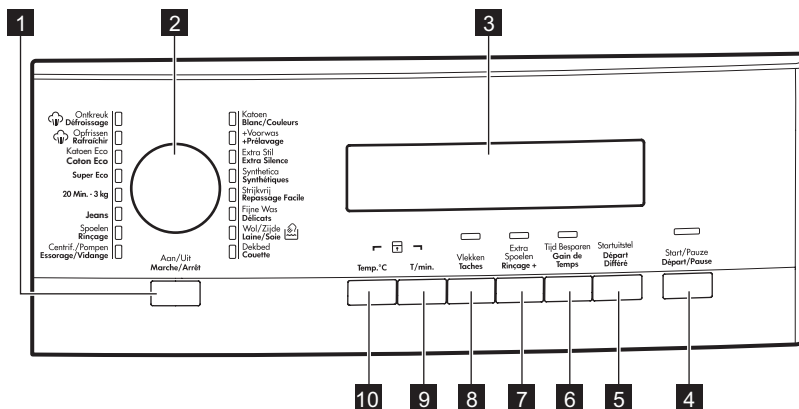 1
2
3
Ontkreuk
Défroissage
Opfrissen
Rafraîchir
Katoen Eco
Coton Eco
Super Eco
20 Min. - 3 kg
Jeans
Spoelen
Rinçage
Centrif./Pompen
Essorage/Vidange
Katoen
Blanc/Couleurs
+Voorwas
+Prélavage
Extra Stil
Extra Silence
Synthetica
Synthétiques
Strijkvrij
Repassage Facile
Fijne Was
Délicats
Wol/Zijde
Laine/Soie
Dekbed
Couette
Aan/Uit
Marche/Arrêt
Temp.°C
T/min.
Vlekken
Taches
Extra
Spoelen
Rinçage +
Tijd Besparen
Gain de
Temps
Startuitstel
Départ
Différé
Start/Pauze
Départ/Pause
10
9
8
7
6
5
4